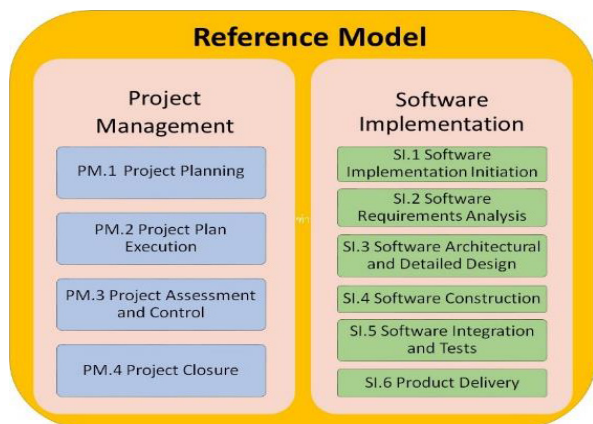 Reference Model
Project
Management
PM.1 Project Planning
PM.2 Project Plan
Execution
PM.3 Project Assessment
and Control
PM.4 Project Closure
Software
Implementation
SI.1 Software
Implementation Initiation
SI.2 Software
Requirements Analysis
SI.3 Software Architectural
and Detailed Design
SI.4 Software Construction
SI.5 Software Integration
and Tests
SI.6 Product Delivery